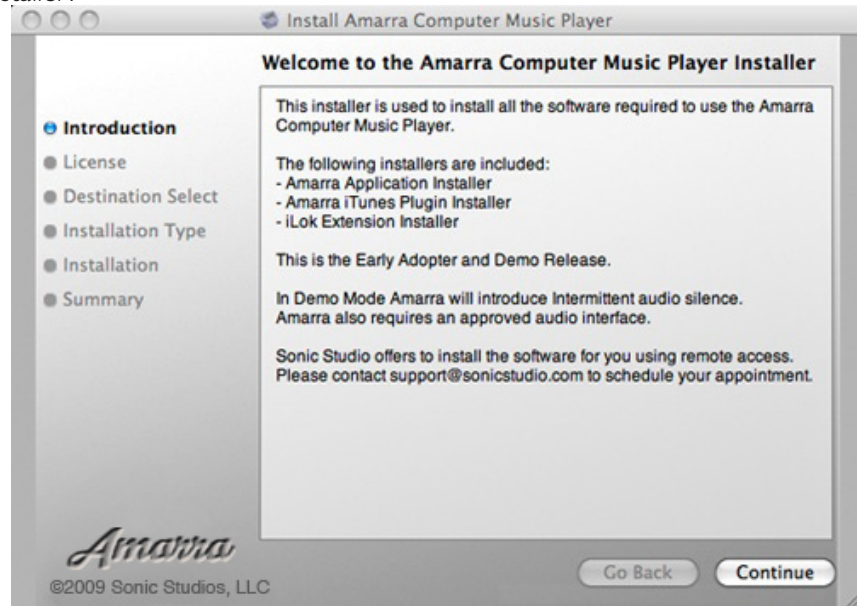 Install Amarra Computer Music Player
Welcome to the Amarra Computer Music Player Installer
Introduction
License
Destination Select
Installation Type
Installation
Summary
This installer is used to install all the software required to use the Amarra
Computer Music Player.
The following installers are included:
- Amarra Application Installer
- Amarra iTunes Plugin Installer
- iLok Extension Installer
This is the Early Adopter and Demo Release.
In Demo Mode Amarra will introduce Intermittent audio silence.
Amarra also requires an approved audio interface.
Sonic Studio offers to install the software for you using remote access.
Please contact support@sonicstudio.com to schedule your appointment.
Amarra
©2009 Sonic Studios, LLC
Go Back
Continue